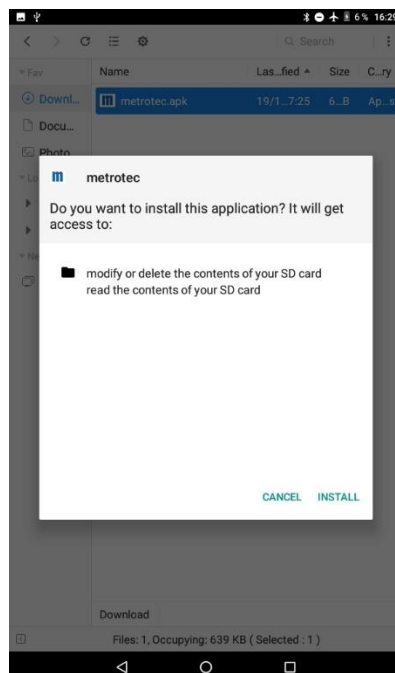 6% 16:29
Search
Fav
Name Las...fied Size C...ry
Downl...
metrotec.apk 19/1...7:25 6...B Ap...s
Docu...
Photo
metrotec
Do you want to install this application? It will get
access to:
modify or delete the contents of your SD card
read the contents of your SD card
CANCEL INSTALL
Download
Files: 1, Occupying: 639 KB ( Selected : 1 )